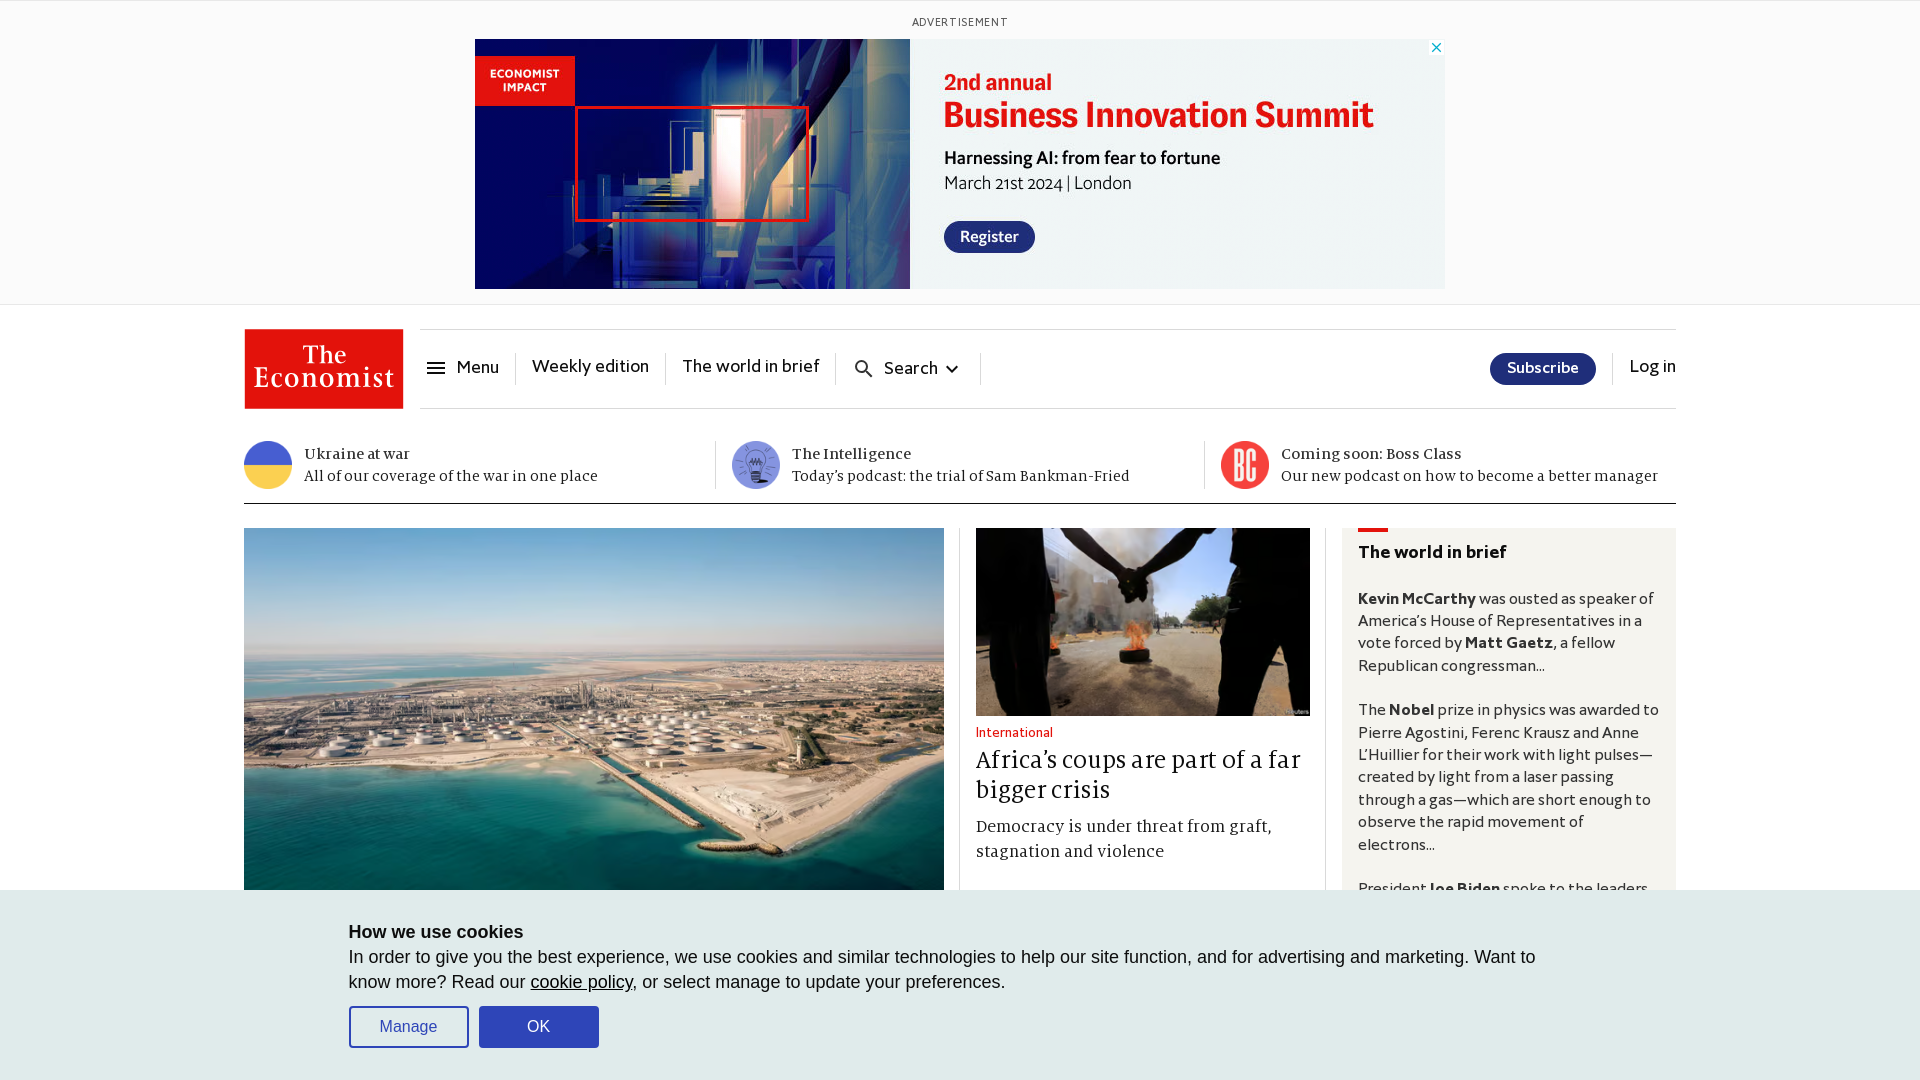 ADVERTISEMENT
ECONOMIST
IMPACT
2nd annual
Business Innovation Summit
Harnessing AI: from fear to fortune
March 21st 2024 | London
Register
The
Economist
Menu
Weekly edition
The world in brief
Search
Subscribe
Log in
Ukraine at war
All of our coverage of the war in one place
The Intelligence
Today’s podcast: the trial of Sam Bankman-Fried
BC
Coming soon: Boss Class
Our new podcast on how to become a better manager
International
Africa’s coups are part of a far
bigger crisis
Democracy is under threat from graft,
stagnation and violence
The world in brief
Kevin McCarthy was ousted as speaker of
America’s House of Representatives in a
vote forced by Matt Gaetz, a fellow
Republican congressman…
The Nobel prize in physics was awarded to
Pierre Agostini, Ferenc Krausz and Anne
L’Huillier for their work with light pulses—
created by light from a laser passing
through a gas—which are short enough to
observe the rapid movement of
electrons…
President Joe Biden spoke to the leaders
How we use cookies
In order to give you the best experience, we use cookies and similar technologies to help our site function, and for advertising and marketing. Want to
know more? Read our cookie policy, or select manage to update your preferences.
Manage
OK